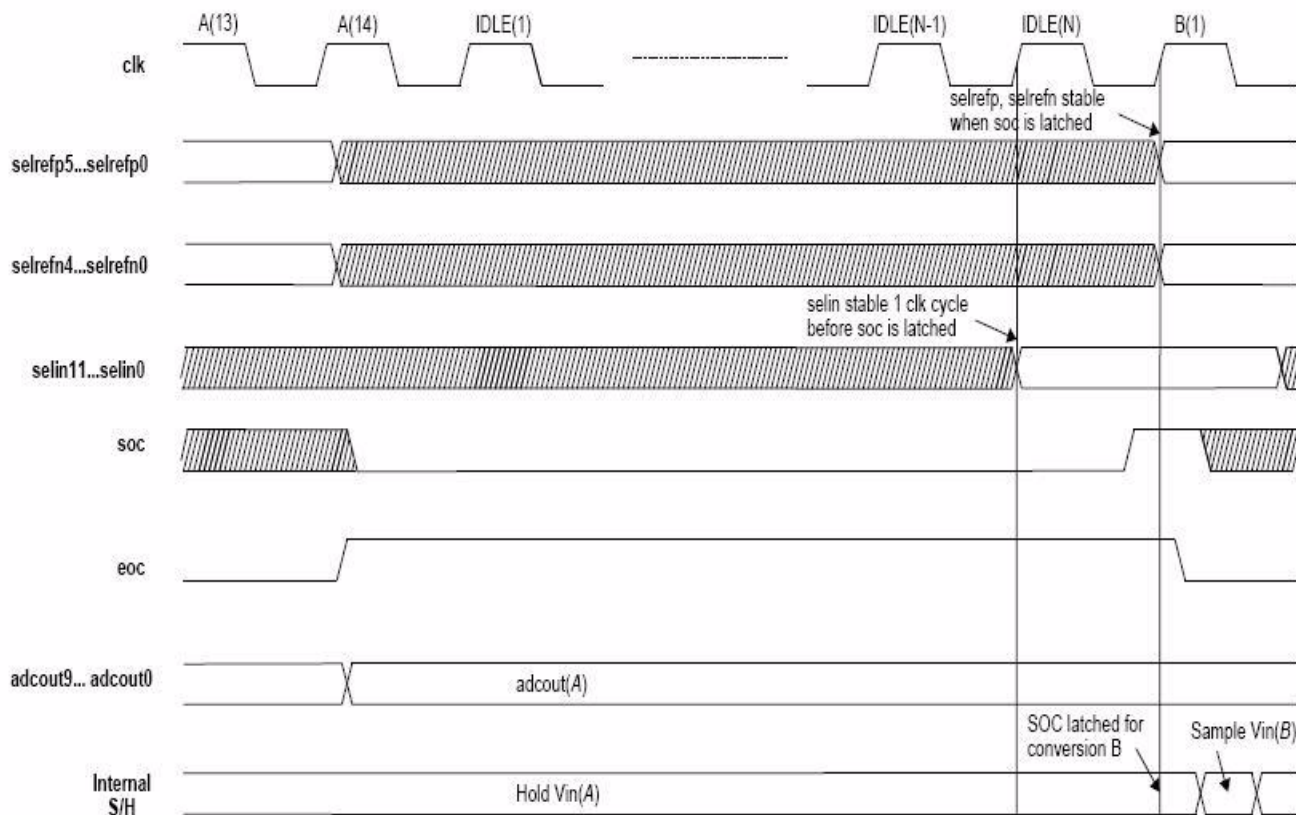 A(13) A(14) IDLE(1) IDLE(N-1) IDLE(N) B(1)
clk
selrefp, selrefn stable
when soc is latched
selrefp5...selrefp0
selrefn4...selrefn0
selin stable 1 clk cycle
before soc is latched
selin11...selin0
soc
eoc
adcout9... adcout0
adcout(A)
SOC latched for
conversion B
Sample Vin(B)
Internal
S/H
Hold Vin(A)